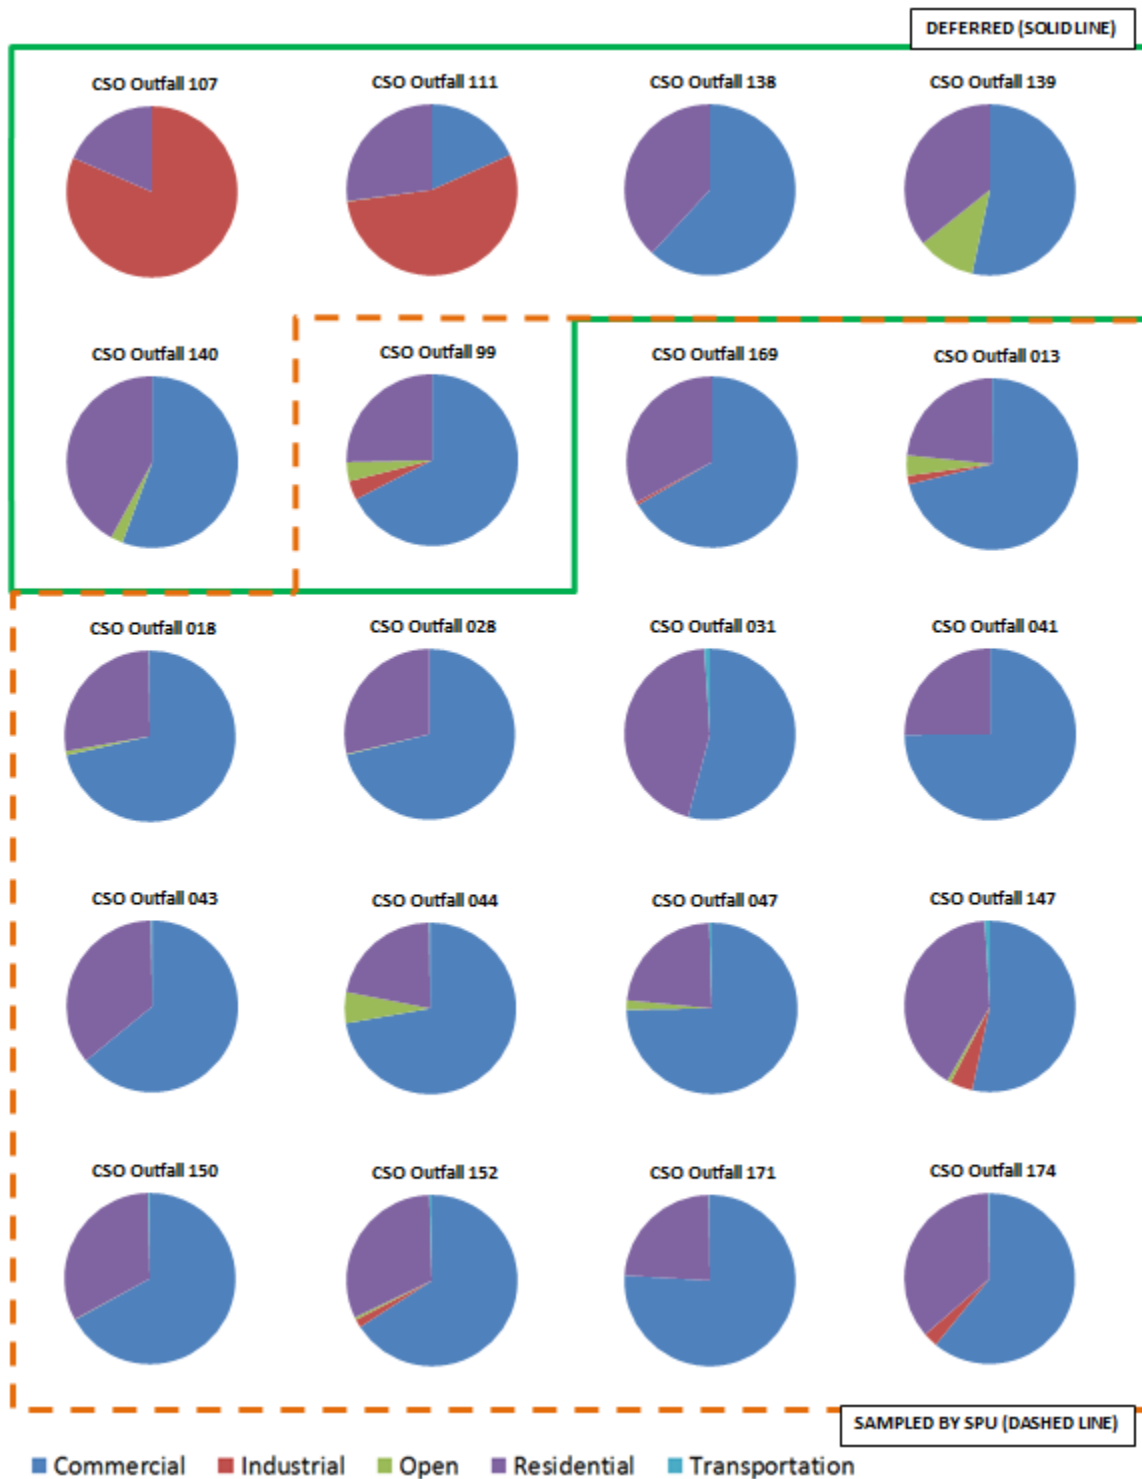 DEFERRED (SOLID LINE)
CSO Outfall 107
CSO Outfall 111
CSO Outfall 138
CSO Outfall 139
CSO Outfall 140
CSO Outfall 99
CSO Outfall 169
CSO Outfall 013
CSO Outfall 018
CSO Outfall 028
CSO Outfall 031
CSO Outfall 041
CSO Outfall 043
CSO Outfall 044
CSO Outfall 047
CSO Outfall 147
CSO Outfall 150
CSO Outfall 152
CSO Outfall 171
CSO Outfall 174
SAMPLED BY SPU (DASHED LINE)
Commercial Industrial Open Residential Transportation